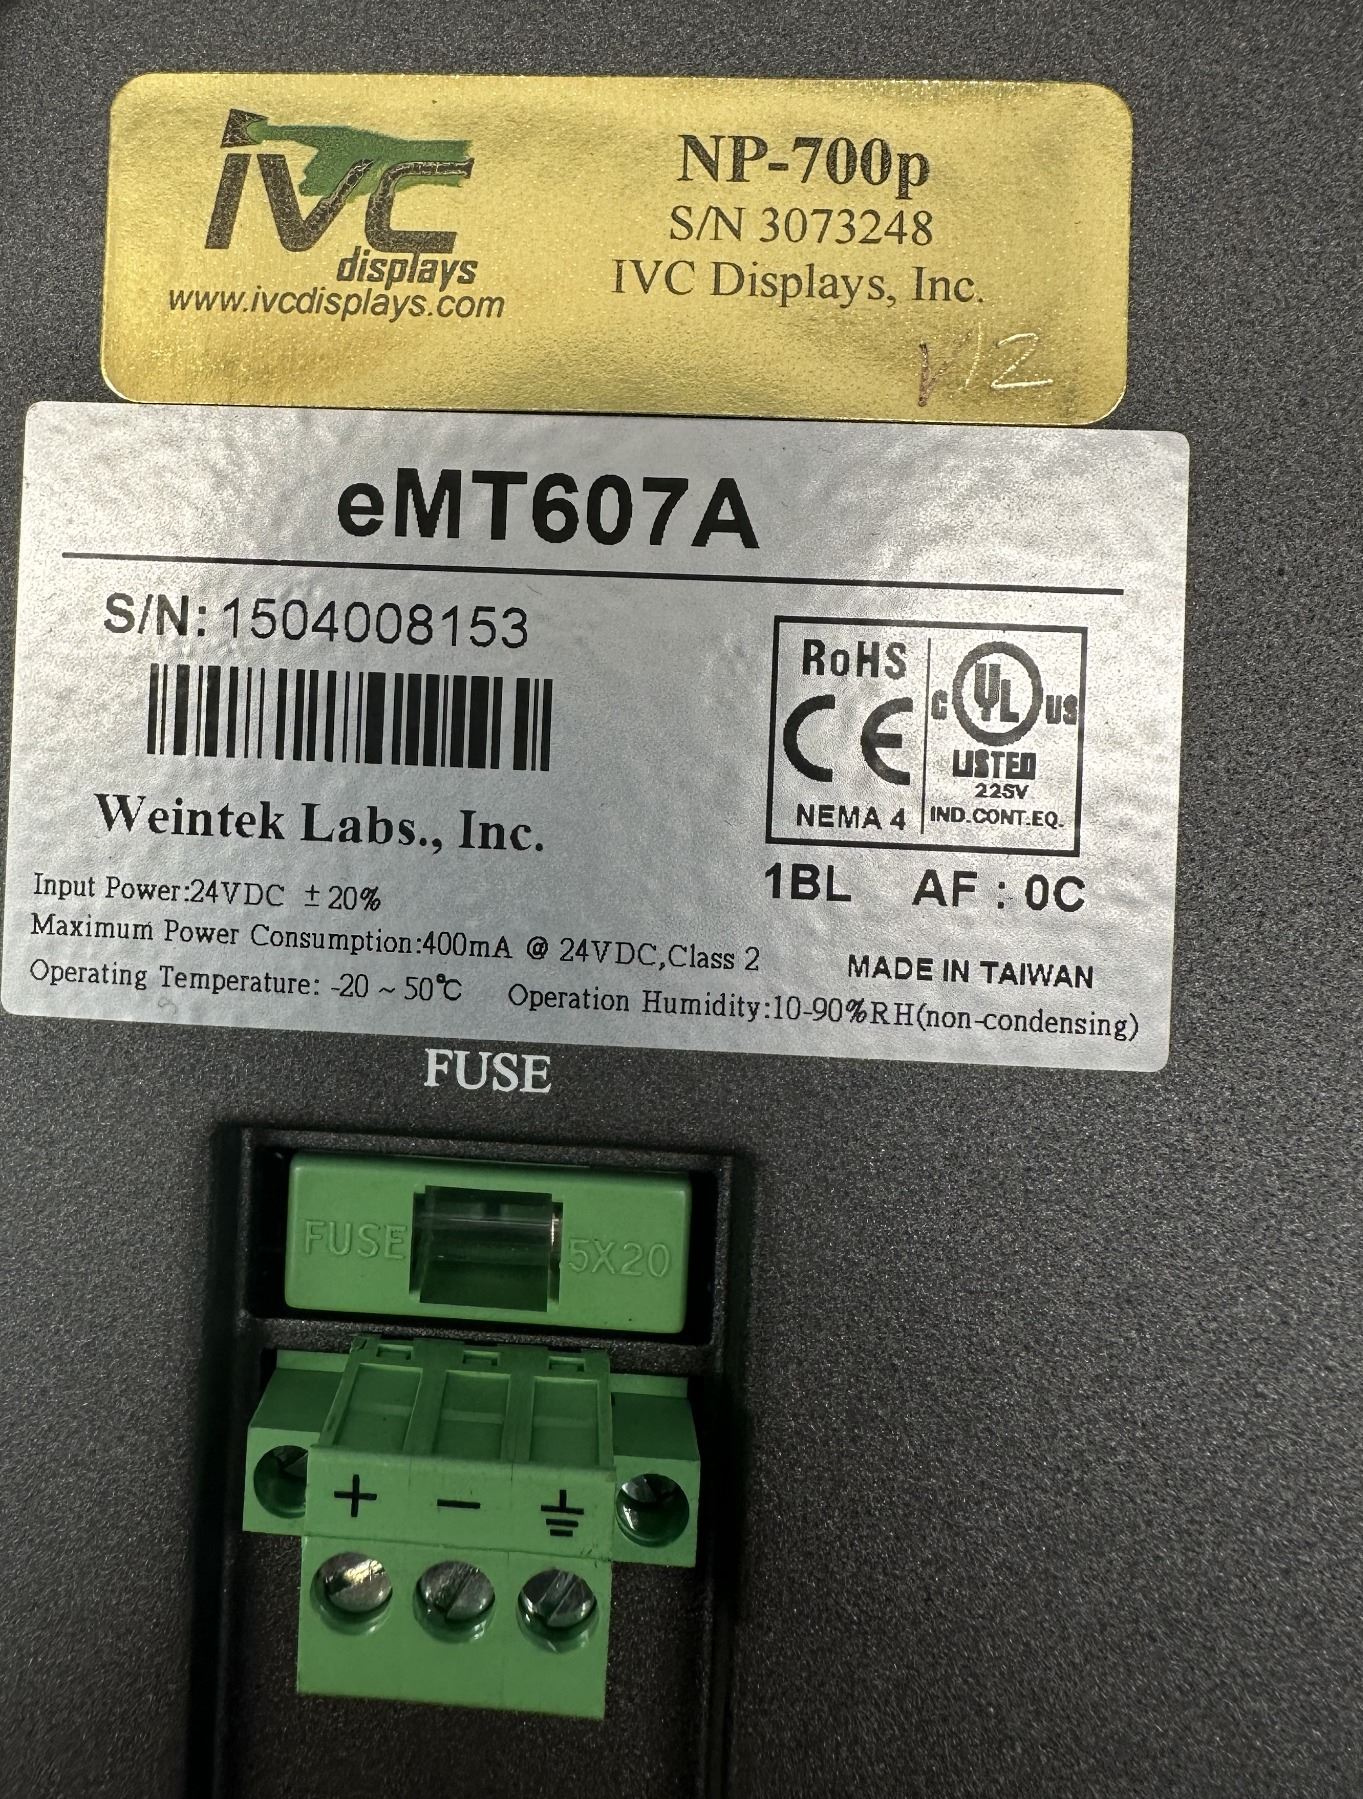 IVC
displays
www.ivcdisplays.com
NP-700p
S/N 3073248
IVC Displays, Inc.
V12
eMT607A
S/N: 1504008153
RoHS
CE
NEMA 4
C UL US
LISTED
225V
IND.CONT.EQ.
Weintek Labs., Inc.
1BL AF : 0C
Input Power:24VDC ± 20%
Maximum Power Consumption:400mA @ 24VDC,Class 2
MADE IN TAIWAN
Operating Temperature: -20 ~ 50℃ Operation Humidity:10-90%RH(non-condensing)
FUSE
FUSE 5X20
+ −